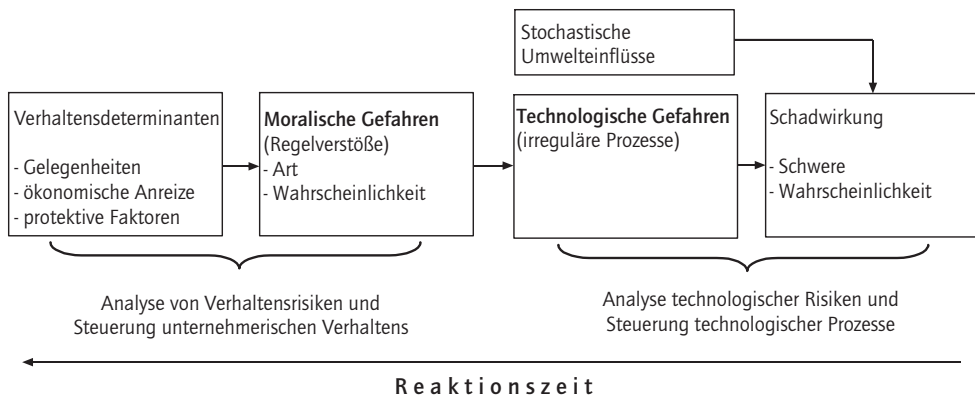 Stochastische
Umwelteinflüsse
Verhaltensdeterminanten
- Gelegenheiten
- ökonomische Anreize
- protektive Faktoren
Moralische Gefahren
(Regelverstöße)
- Art
- Wahrscheinlichkeit
Technologische Gefahren
(irreguläre Prozesse)
Schadwirkung
- Schwere
- Wahrscheinlichkeit
Analyse von Verhaltensrisiken und
Steuerung unternehmerischen Verhaltens
Analyse technologischer Risiken und
Steuerung technologischer Prozesse
Reaktionszeit